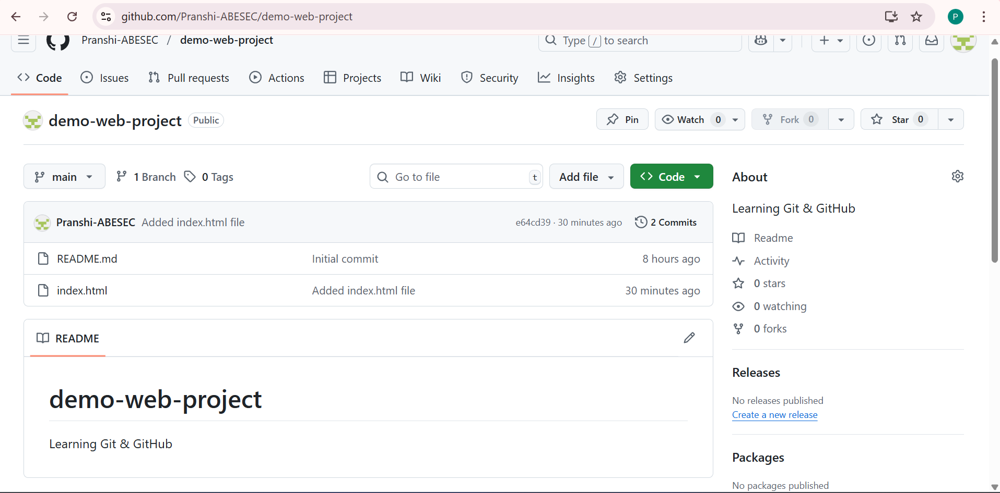 github.com/Pranshi-ABESEC/demo-web-project
P
Pranshi-ABESEC / demo-web-project
Type / to search
Code Issues Pull requests Actions Projects Wiki Security Insights Settings
demo-web-project Public
Pin Watch 0 Fork 0 Star 0
main 1 Branch 0 Tags Go to file t Add file Code
Pranshi-ABESEC Added index.html file e64cd39 · 30 minutes ago 2 Commits
README.md Initial commit 8 hours ago
index.html Added index.html file 30 minutes ago
README
demo-web-project
Learning Git & GitHub
About
Learning Git & GitHub
Readme
Activity
0 stars
0 watching
0 forks
Releases
No releases published
Create a new release
Packages
No packages published